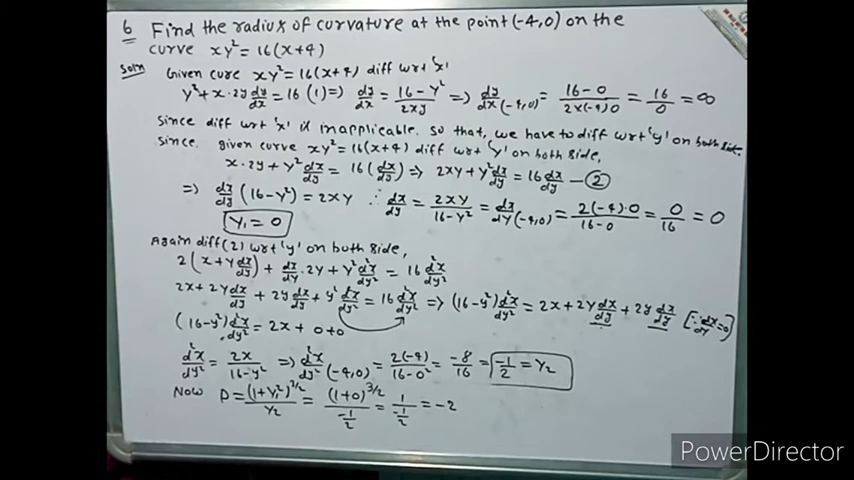 6 Find the radius of curvature at the point (-4,0) on the
curve xy² = 16(x+4)
Soln Given cure xy² = 16(x+4) diff wrt 'x'
y² + x·2y dy/dx = 16(1) => dy/dx = 16-y²/2xy => dy/dx (-4,0) = 16-0/2x(-4)0 = 16/0 = ∞
Since diff wrt 'x' is inapplicable. So that, we have to diff wrt 'y' on both side.
Since. given curve xy² = 16(x+4) diff wrt 'y' on both side,
x·2y + y² dx/dy = 16(dx/dy) => 2xy + y² dx/dy = 16 dx/dy — ②
=> dx/dy (16-y²) = 2xy ∴ dx/dy = 2xy/16-y² = dx/dy (-4,0) = 2(-4)·0/16-0 = 0/16 = 0
Y₁ = 0
Again diff (2) wrt 'y' on both side,
2(x + y dx/dy) + dx/dy · 2y + y² d²x/dy² = 16 d²x/dy²
2x + 2y dx/dy + 2y dx/dy + y² d²x/dy² = 16 d²x/dy² => (16-y²) d²x/dy² = 2x + 2y dx/dy + 2y dx/dy [∵ dx/dy = 0]
(16-y²) d²x/dy² = 2x + 0+0
d²x/dy² = 2x/16-y² => d²x/dy² (-4,0) = 2(-4)/16-0² = -8/16 = -1/2 = Y₂
Now P = (1+Y₁²)^3/2/Y₂ = (1+0)^3/2/-1/2 = 1/-1/2 = -2
PowerDirector